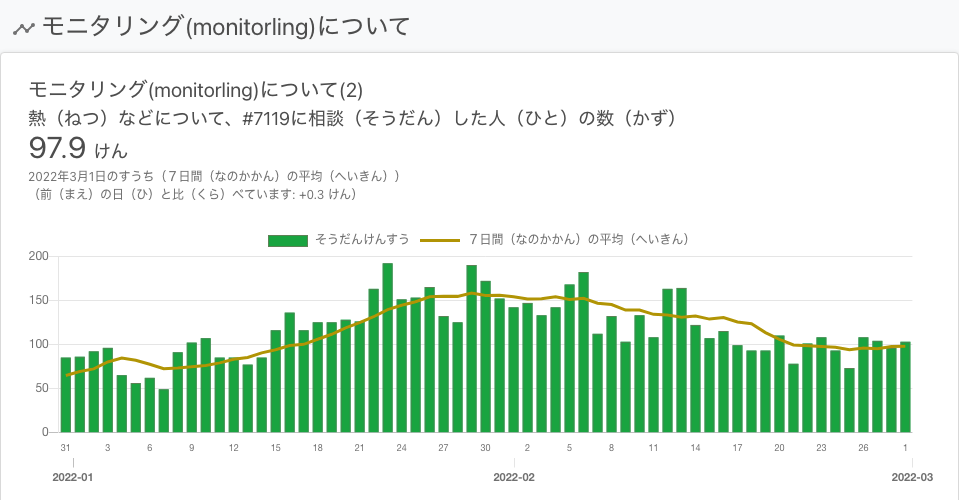 モニタリング(monitorling)について
モニタリング(monitorling)について(2)
熱（ねつ）などについて、#7119に相談（そうだん）した人（ひと）の数（かず）
97.9 けん
2022年3月1日のすうち（７日間（なのかかん）の平均（へいきん））
（前（まえ）の日（ひ）と比（くら）べています: +0.3 けん）
そうだんけんすう ７日間（なのかかん）の平均（へいきん）
200
150
100
50
0
31 3 6 9 12 15 18 21 24 27 30 2 5 8 11 14 17 20 23 26 1
2022-01 2022-02 2022-03